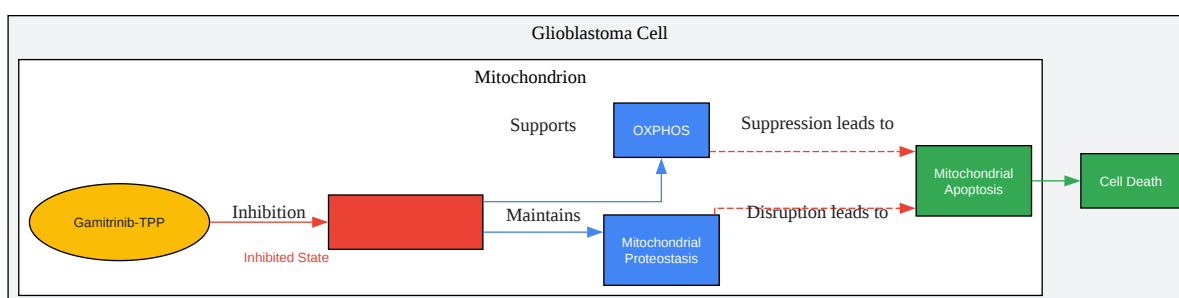 Glioblastoma Cell
Mitochondrion
Supports
OXPHOS
Suppression leads to
Mitochondrial
Apoptosis
Cell Death
Gamitrinib-TPP
Inhibition
Inhibited State
Maintains
Mitochondrial
Proteostasis
Disruption leads to